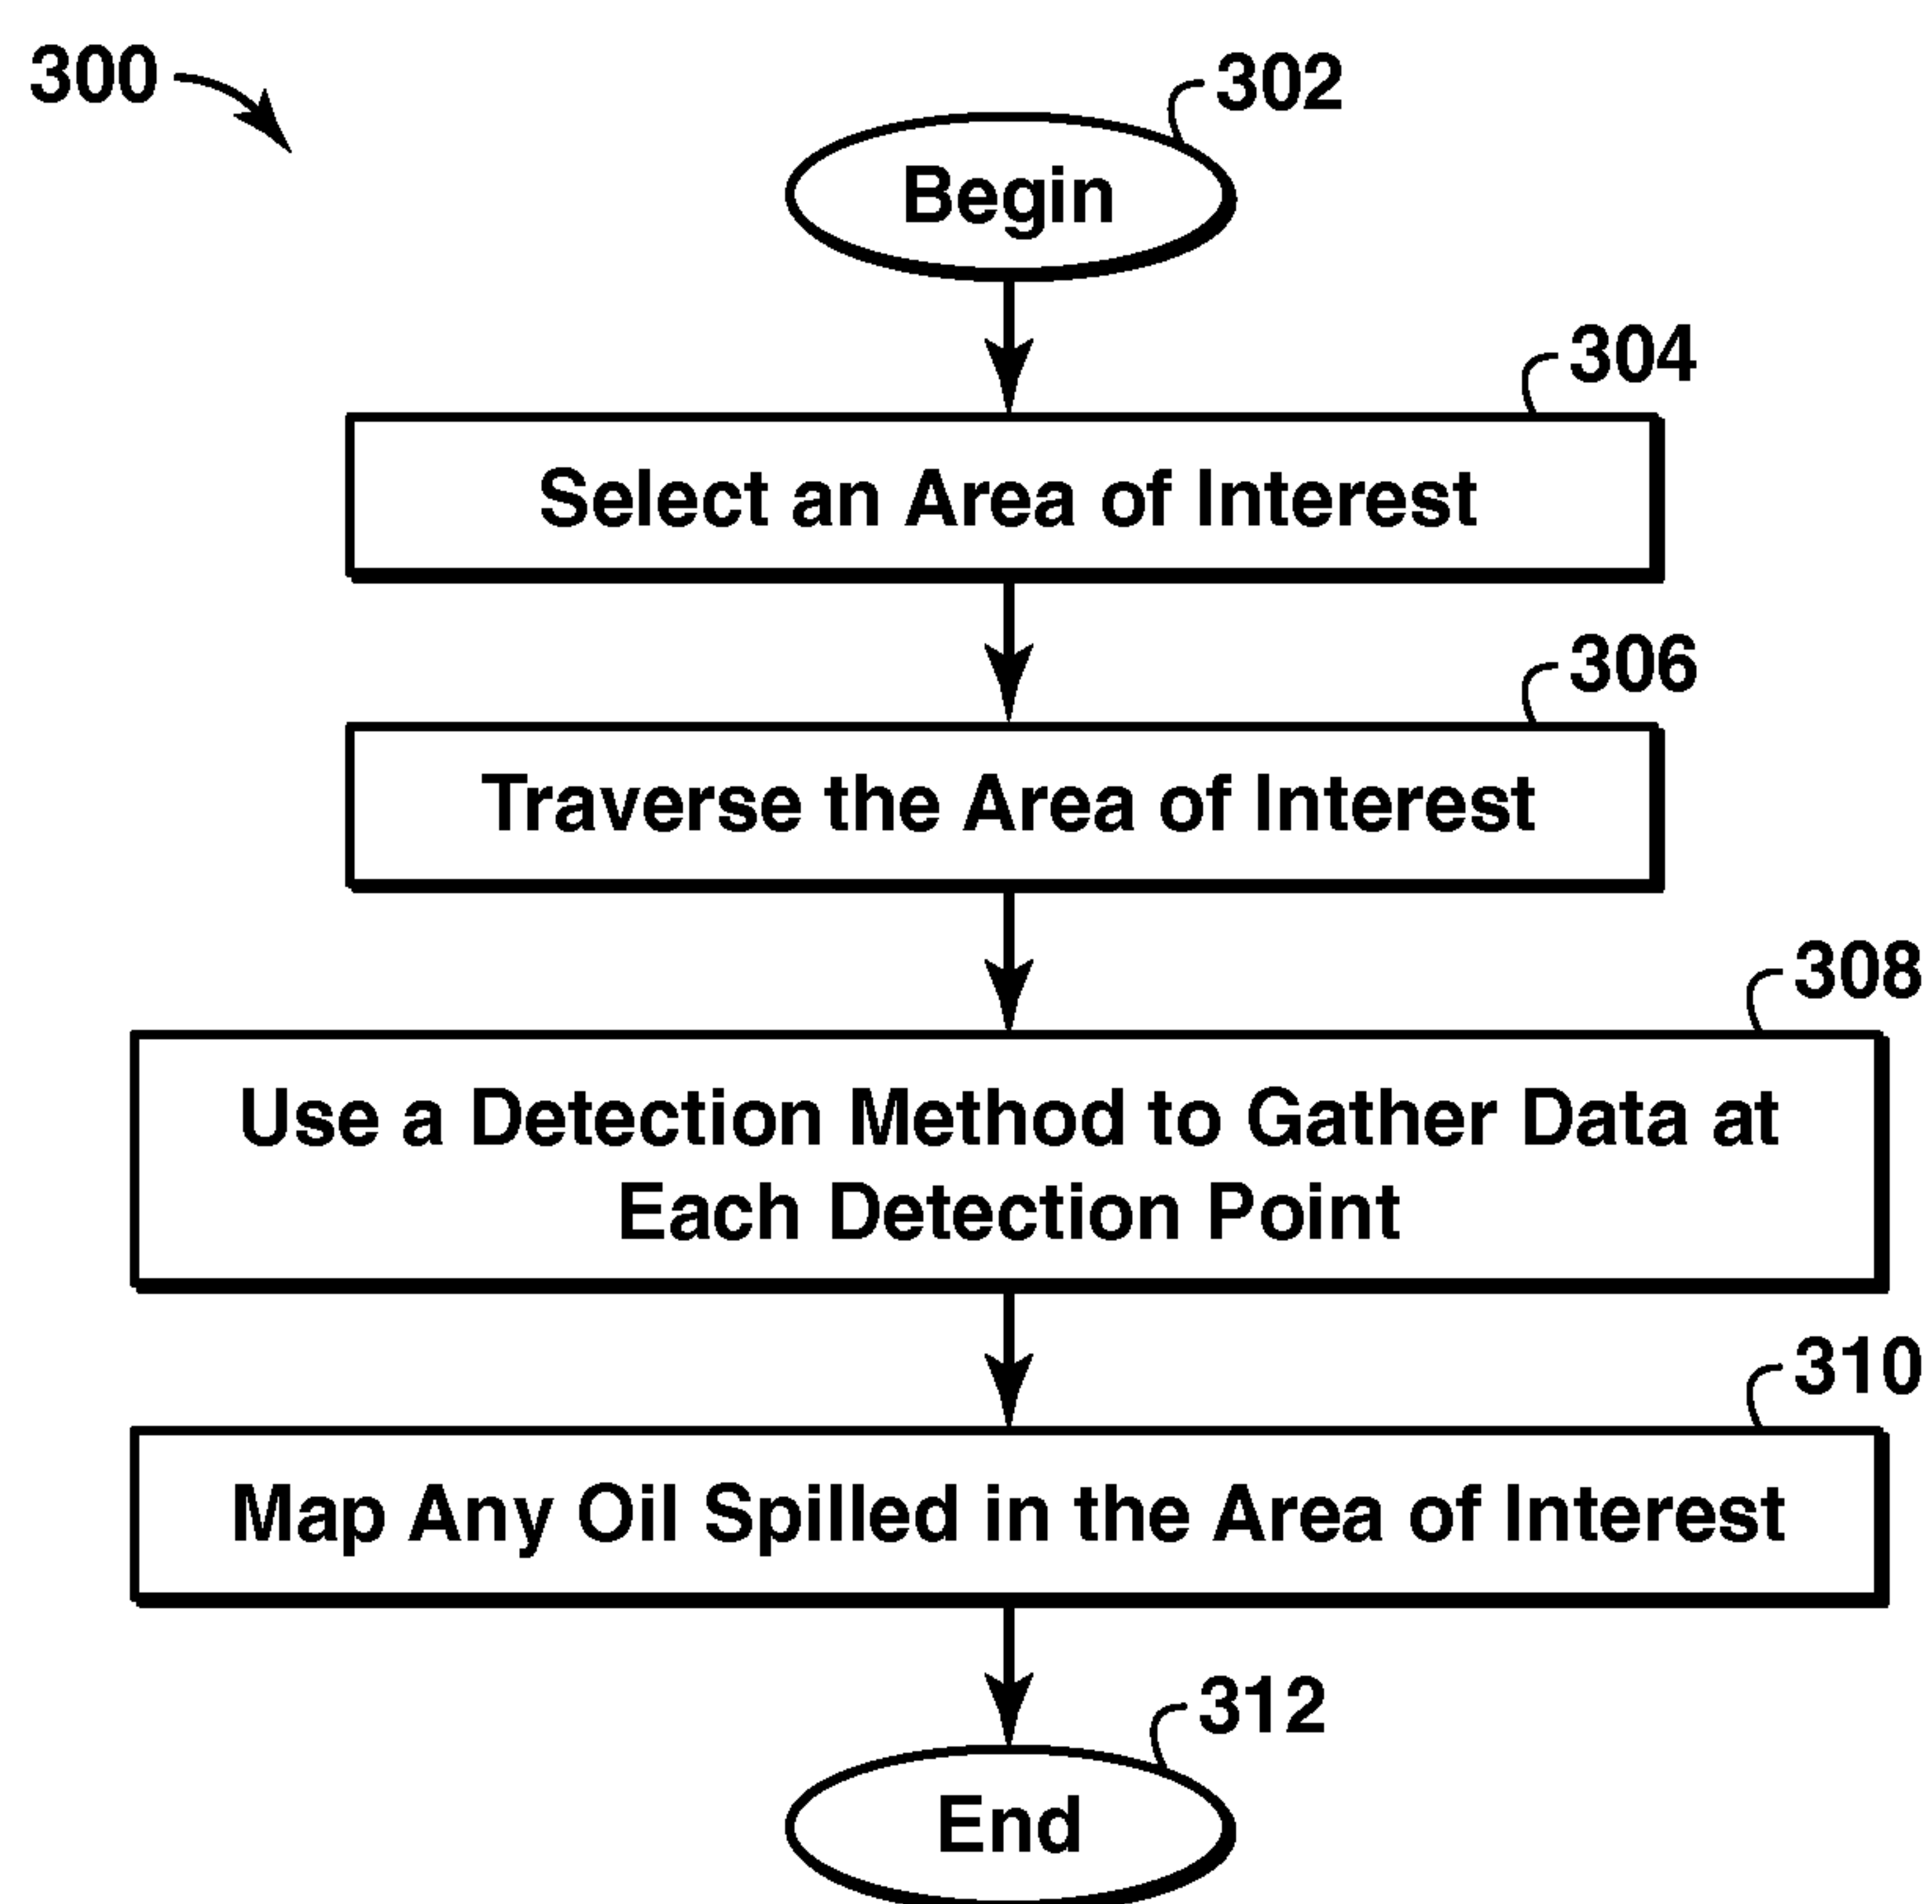 300
302
Begin
304
Select an Area of Interest
306
Traverse the Area of Interest
308
Use a Detection Method to Gather Data at
Each Detection Point
310
Map Any Oil Spilled in the Area of Interest
312
End